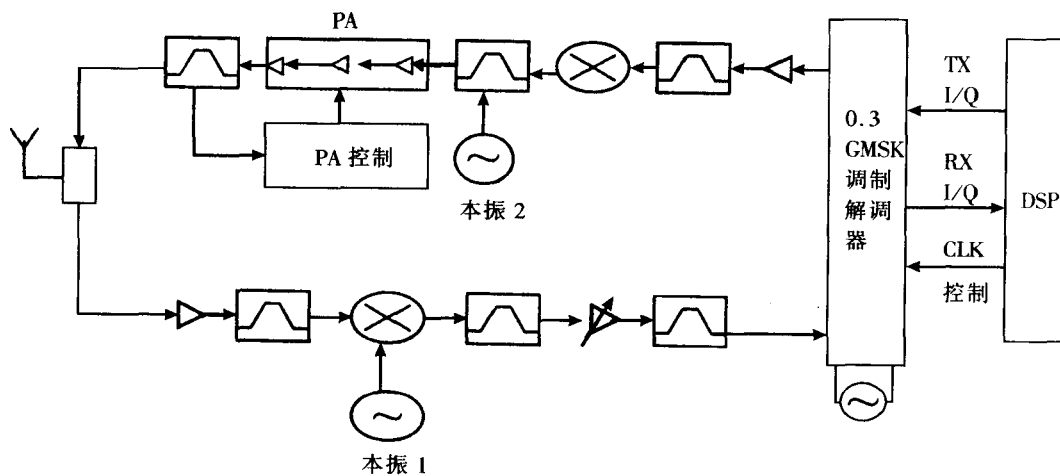 PA
PA 控制
本振 2
本振 1
0.3
GMSK
调制
解调
器
TX
I/Q
RX
I/Q
CLK
控制
DSP